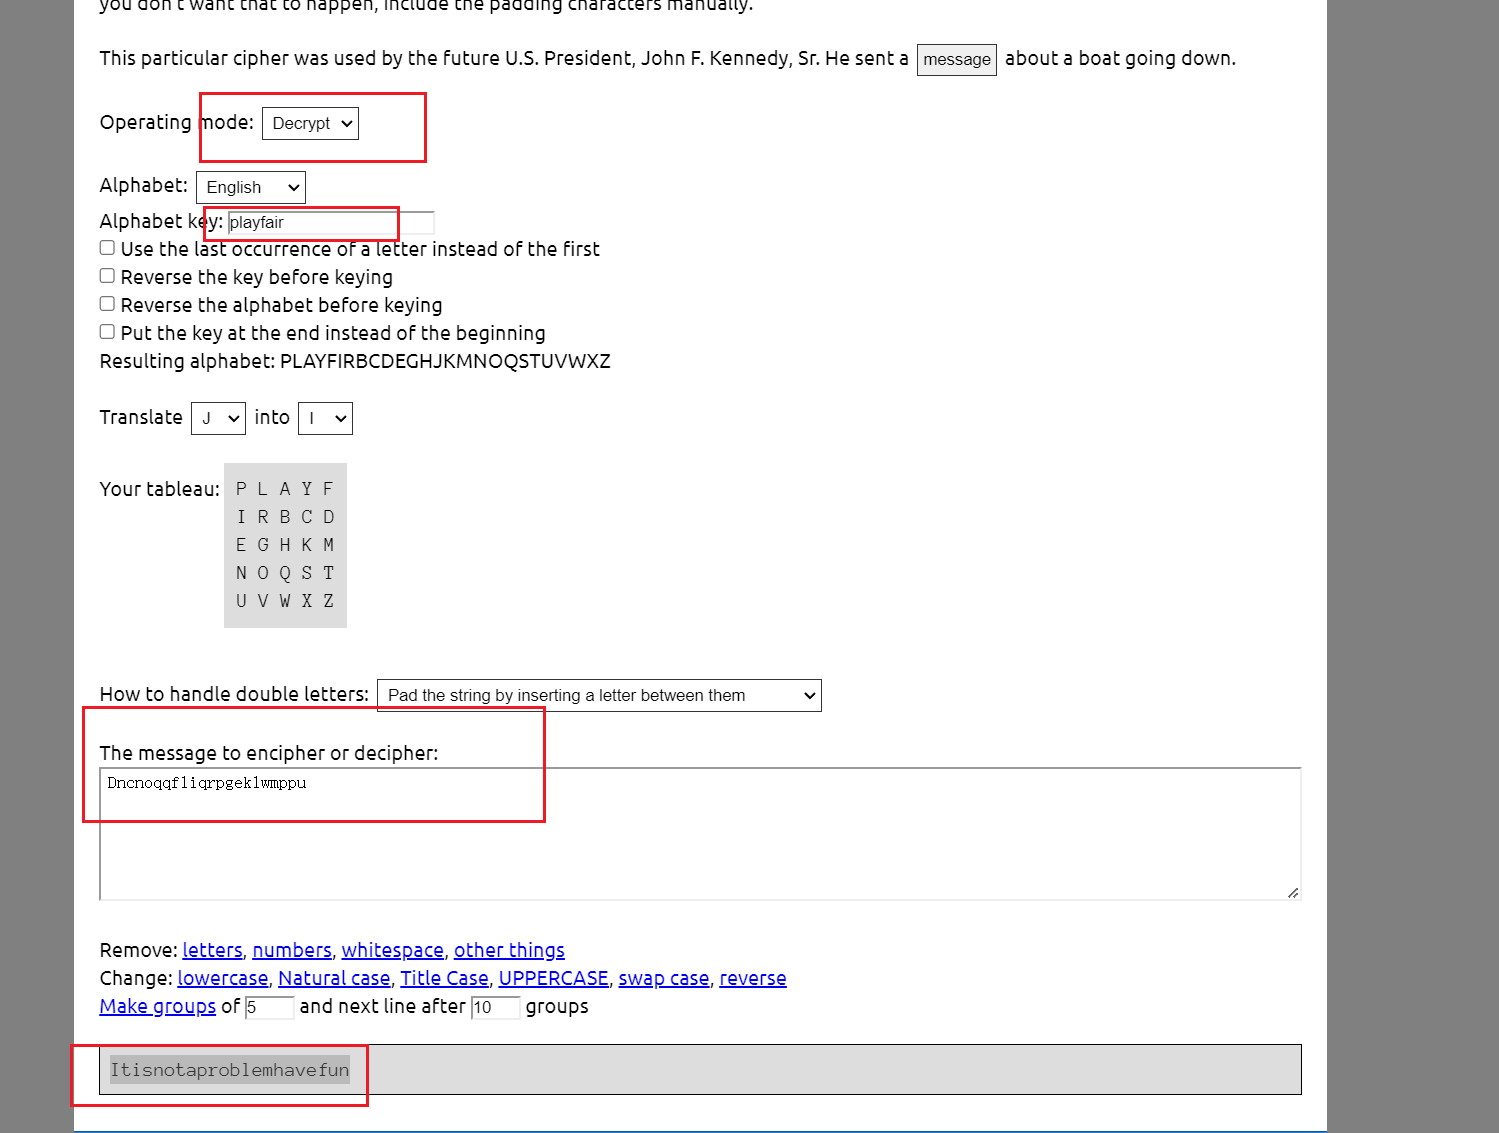 you don't want that to happen, include the padding characters manually.
This particular cipher was used by the future U.S. President, John F. Kennedy, Sr. He sent a message about a boat going down.
Operating mode: Decrypt
Alphabet: English
Alphabet key: playfair
Use the last occurrence of a letter instead of the first
Reverse the key before keying
Reverse the alphabet before keying
Put the key at the end instead of the beginning
Resulting alphabet: PLAYFIRBCDEGHJKMNOQSTUVWXZ
Translate J into I
Your tableau: P L A Y F
I R B C D
E G H K M
N O Q S T
U V W X Z
How to handle double letters: Pad the string by inserting a letter between them
The message to encipher or decipher:
Dncnoqqfliqrpgeklwmppu
Remove: letters, numbers, whitespace, other things
Change: lowercase, Natural case, Title Case, UPPERCASE, swap case, reverse
Make groups of 5 and next line after 10 groups
Itisnotaproblemhavefun